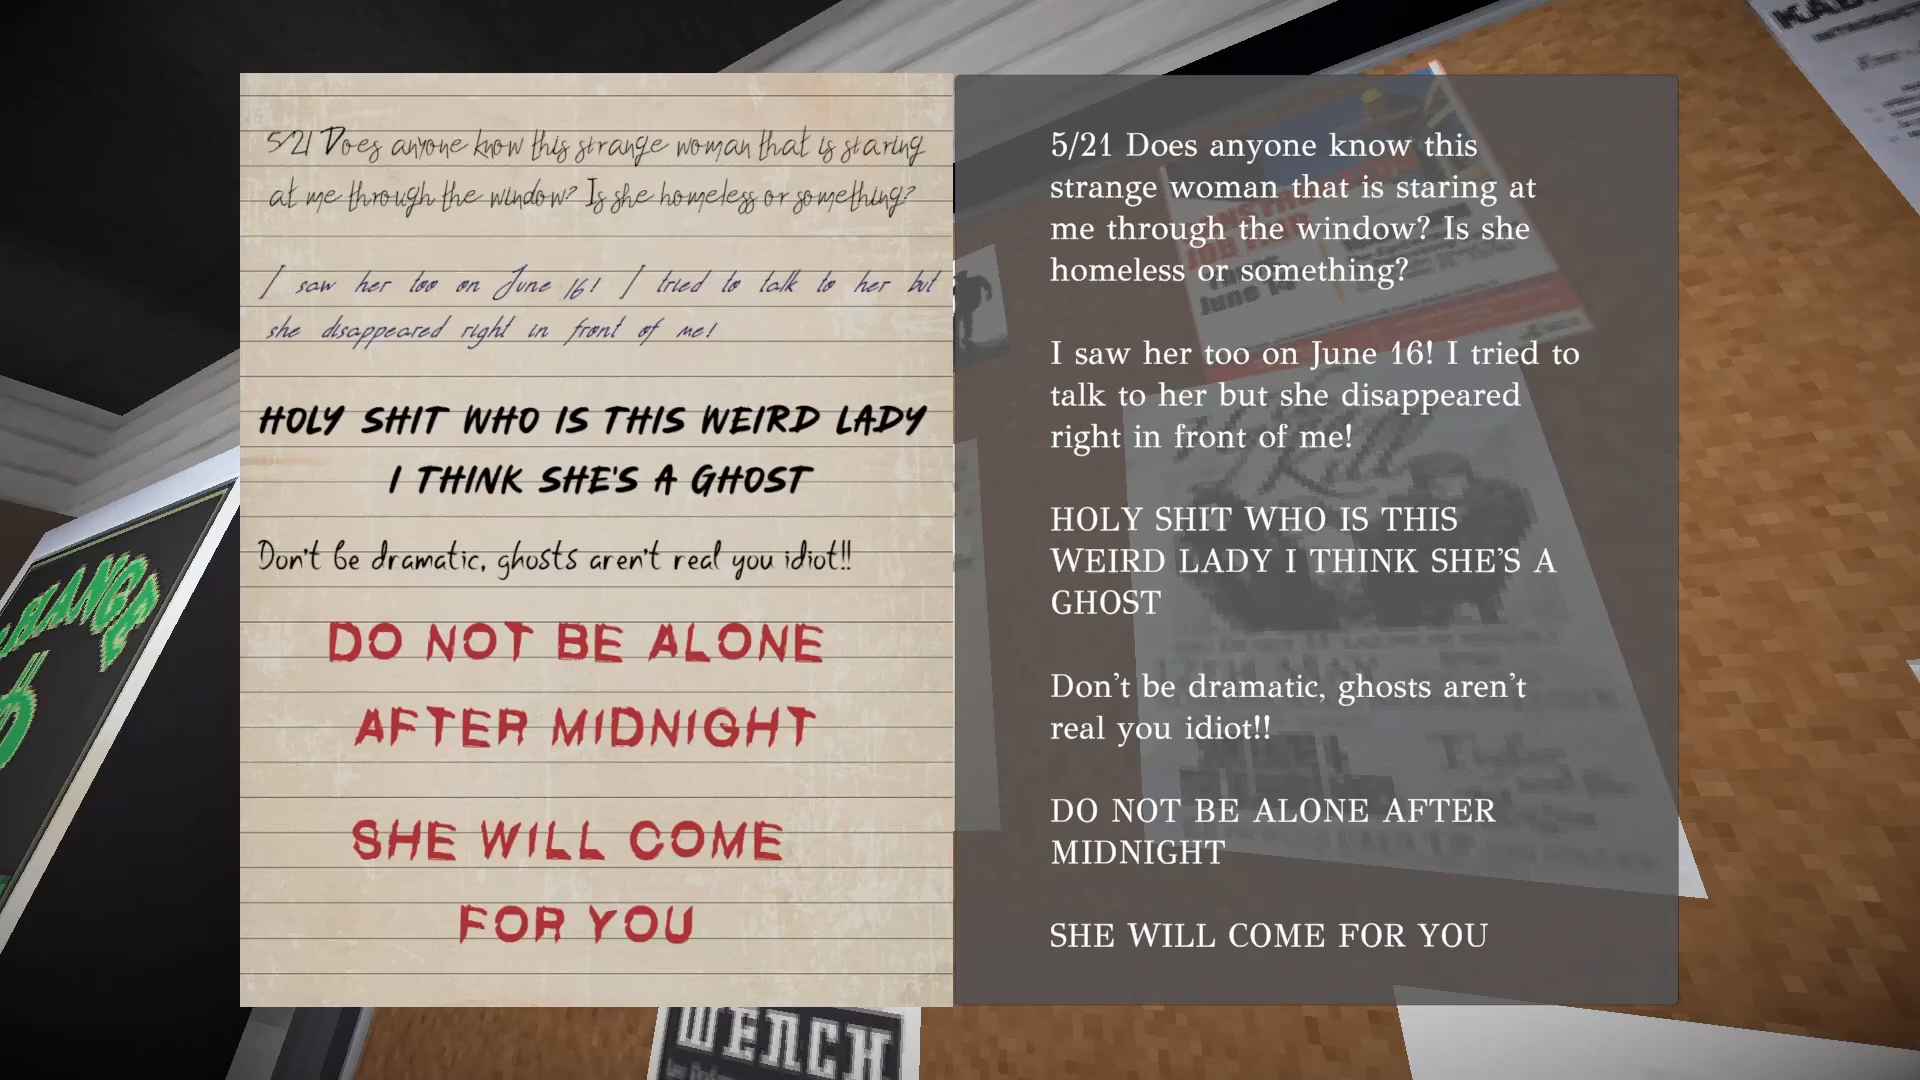 5/21 Does anyone know this strange woman that is staring
at me through the window? Is she homeless or something?
I saw her too on June 16! I tried to talk to her but
she disappeared right in front of me!
HOLY SHIT WHO IS THIS WEIRD LADY
I THINK SHE'S A GHOST
Don't be dramatic, ghosts aren't real you idiot!!
DO NOT BE ALONE
AFTER MIDNIGHT
SHE WILL COME
FOR YOU
5/21 Does anyone know this
strange woman that is staring at
me through the window? Is she
homeless or something?
I saw her too on June 16! I tried to
talk to her but she disappeared
right in front of me!
HOLY SHIT WHO IS THIS
WEIRD LADY I THINK SHE’S A
GHOST
Don’t be dramatic, ghosts aren’t
real you idiot!!
DO NOT BE ALONE AFTER
MIDNIGHT
SHE WILL COME FOR YOU
June 16
WENCH